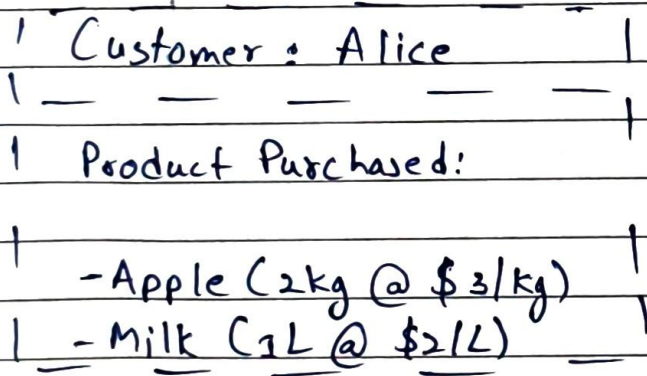 Customer : Alice
Product Purchased:
- Apple (2kg @ $3/kg)
- Milk (1L @ $2/L)